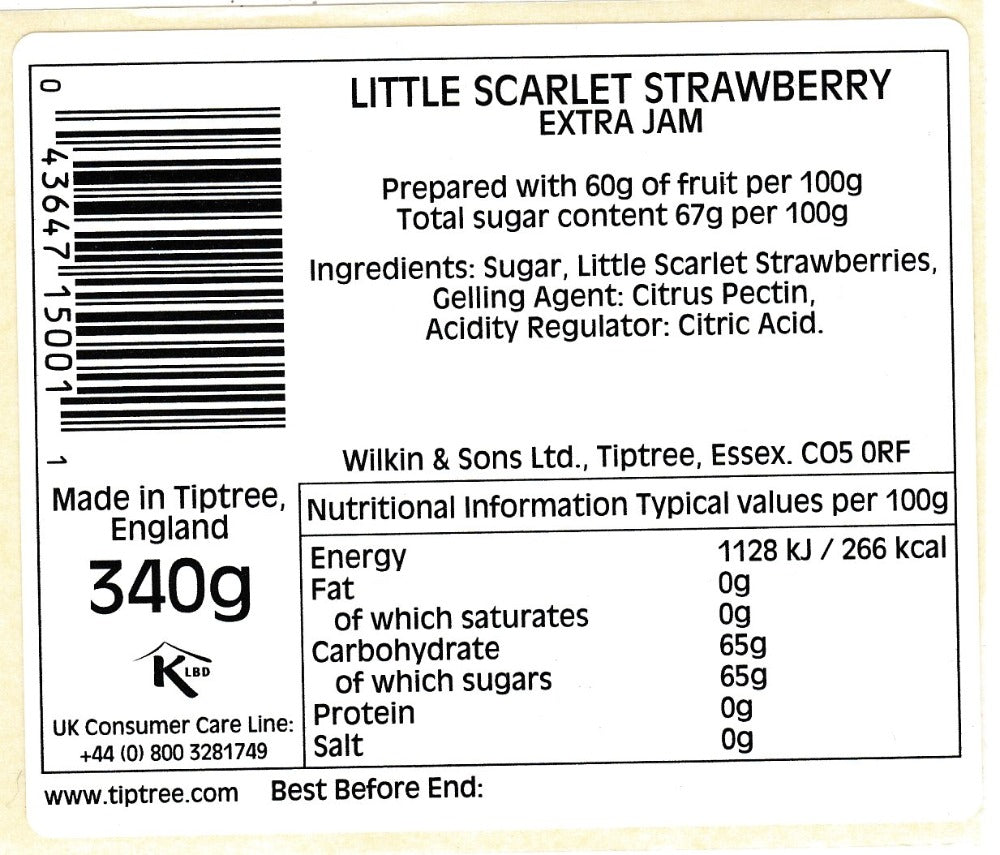 LITTLE SCARLET STRAWBERRY
EXTRA JAM
Prepared with 60g of fruit per 100g
Total sugar content 67g per 100g
Ingredients: Sugar, Little Scarlet Strawberries,
Gelling Agent: Citrus Pectin,
Acidity Regulator: Citric Acid.
Wilkin & Sons Ltd., Tiptree, Essex. CO5 0RF
0 43647 15001 1
Made in Tiptree,
England
340g
K LBD
UK Consumer Care Line:
+44 (0) 800 3281749
Nutritional Information Typical values per 100g
Energy 1128 kJ / 266 kcal
Fat 0g
of which saturates 0g
Carbohydrate 65g
of which sugars 65g
Protein 0g
Salt 0g
www.tiptree.com Best Before End: